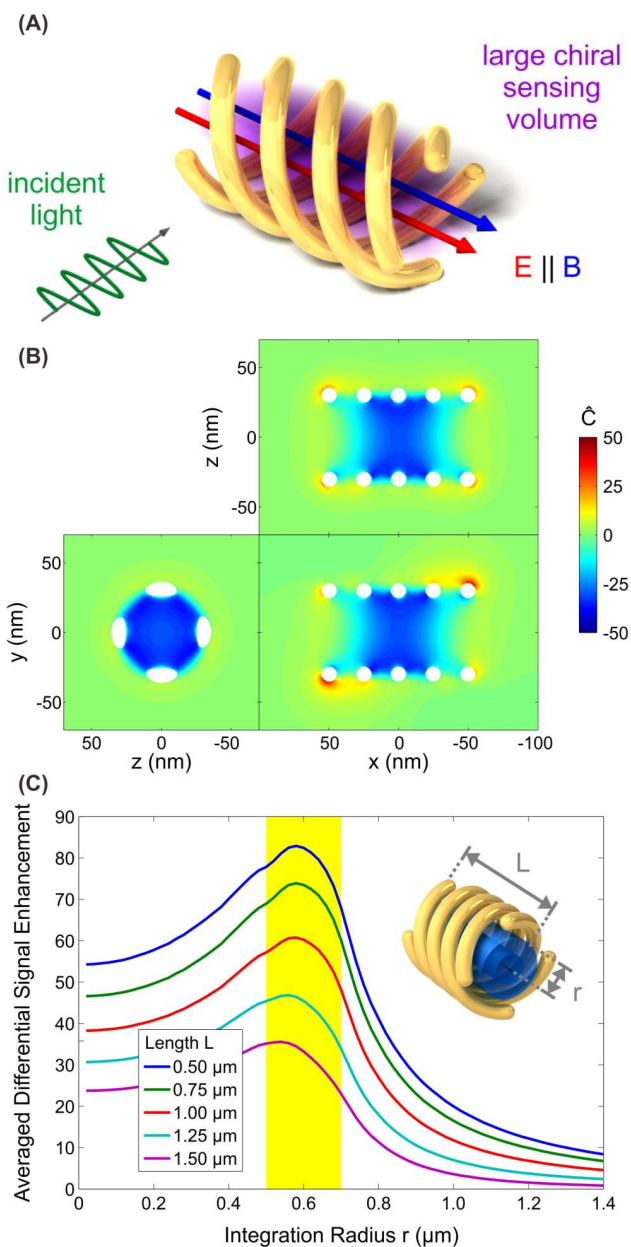 (A)
large chiral
sensing
volume
incident
light
E || B
(B)
50
0
-50
z (nm)
Ĉ
50
25
0
-25
-50
50
0
-50
y (nm)
50
0
-50
z (nm)
50
0
-50
-100
x (nm)
(C)
90
80
70
60
50
40
30
20
10
0
Averaged Differential Signal Enhancement
L
r
Length L
0.50 µm
0.75 µm
1.00 µm
1.25 µm
1.50 µm
0
0.2
0.4
0.6
0.8
1.0
1.2
1.4
Integration Radius r (µm)